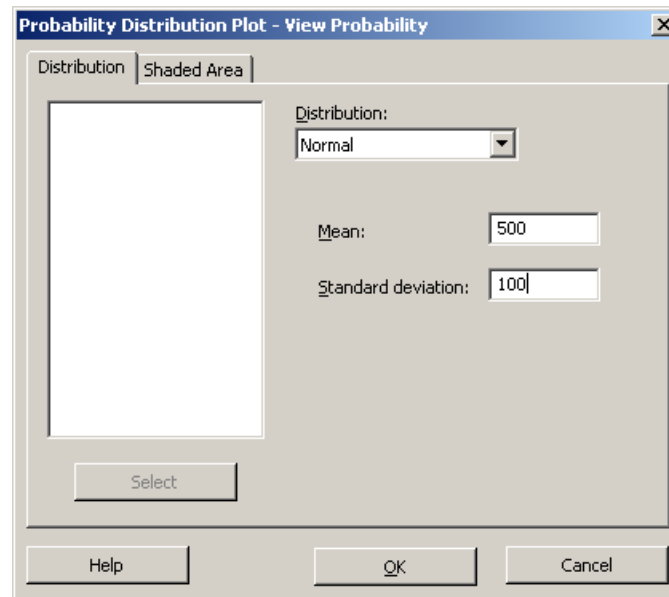 Probability Distribution Plot - View Probability
Distribution
Shaded Area
Distribution:
Normal
Mean:
500
Standard deviation:
100
Select
Help
OK
Cancel